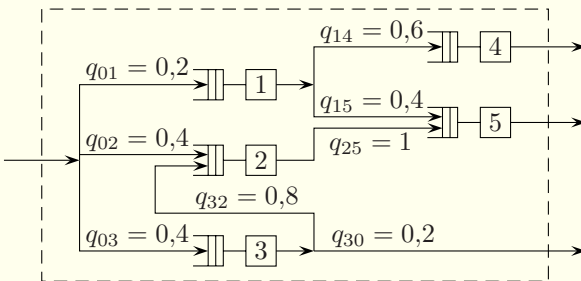 q₁₄ = 0,6
4
q₀₁ = 0,2
1
q₁₅ = 0,4
5
q₀₂ = 0,4
2
q₂₅ = 1
q₃₂ = 0,8
q₀₃ = 0,4
3
q₃₀ = 0,2